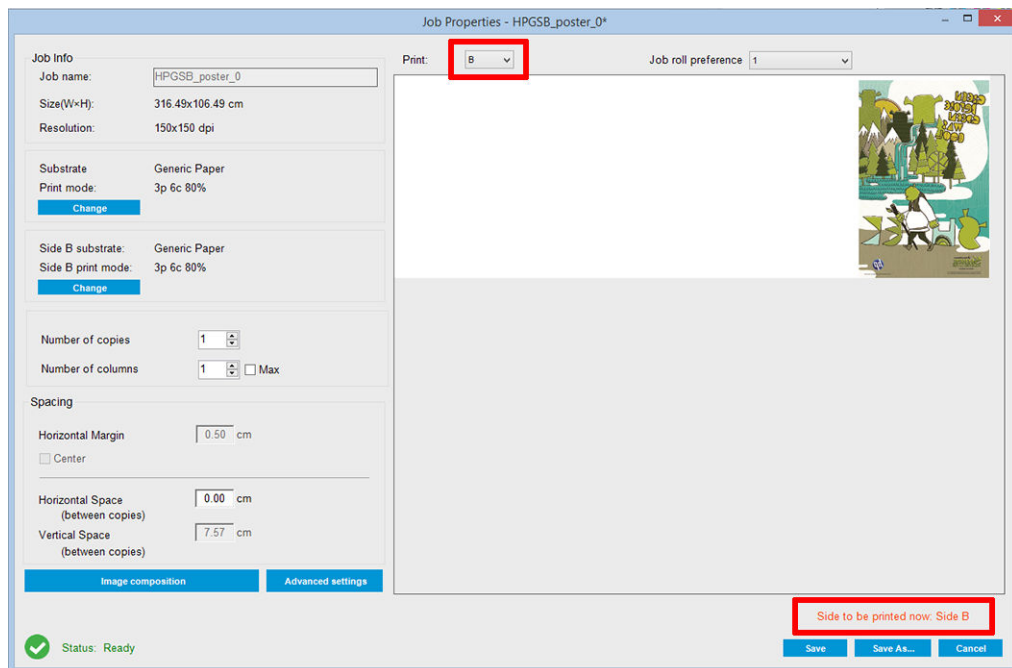 Job Properties - HPGSB_poster_0*
Job Info
Job name: HPGSB_poster_0
Size(W×H): 316.49x106.49 cm
Resolution: 150x150 dpi
Substrate Generic Paper
Print mode: 3p 6c 80%
Change
Side B substrate: Generic Paper
Side B print mode: 3p 6c 80%
Change
Number of copies 1
Number of columns 1 Max
Spacing
Horizontal Margin 0.50 cm
Center
Horizontal Space 0.00 cm
(between copies)
Vertical Space 7.57 cm
(between copies)
Image composition Advanced settings
Status: Ready
Print: B Job roll preference 1
Side to be printed now: Side B
Save Save As... Cancel